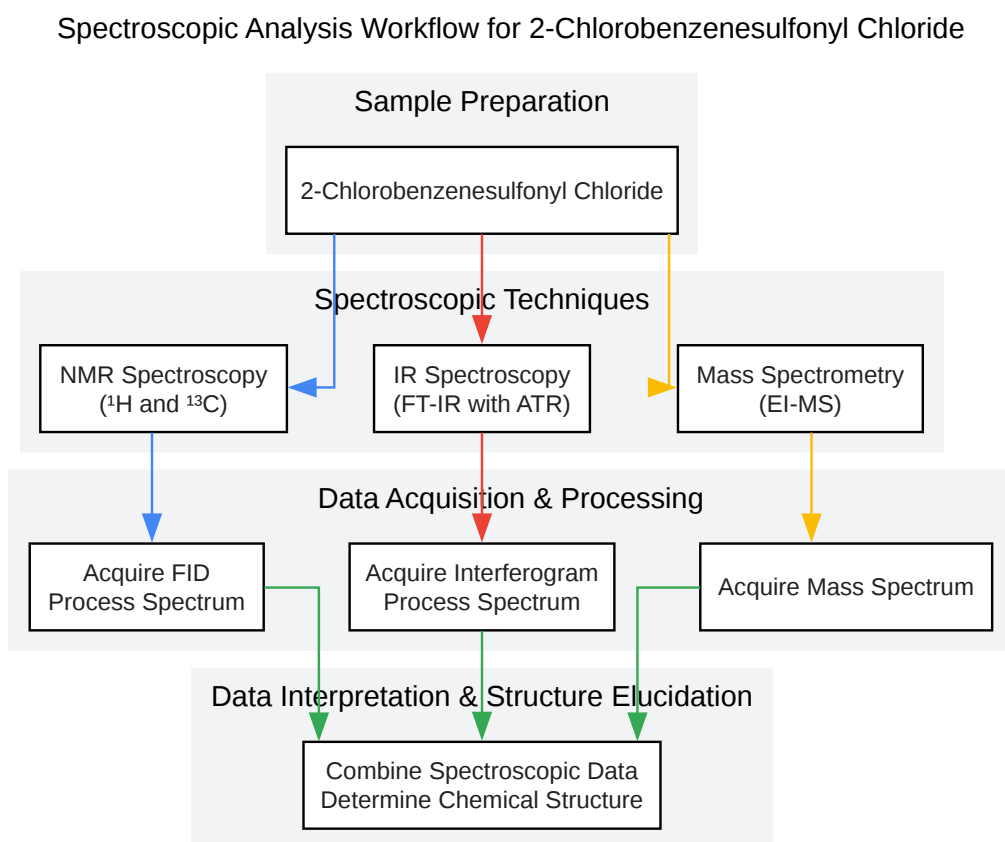 Spectroscopic Analysis Workflow for 2-Chlorobenzenesulfonyl Chloride
Sample Preparation
2-Chlorobenzenesulfonyl Chloride
Spectroscopic Techniques
NMR Spectroscopy
(¹H and ¹³C)
IR Spectroscopy
(FT-IR with ATR)
Mass Spectrometry
(EI-MS)
Data Acquisition & Processing
Acquire FID
Process Spectrum
Acquire Interferogram
Process Spectrum
Acquire Mass Spectrum
Data Interpretation & Structure Elucidation
Combine Spectroscopic Data
Determine Chemical Structure